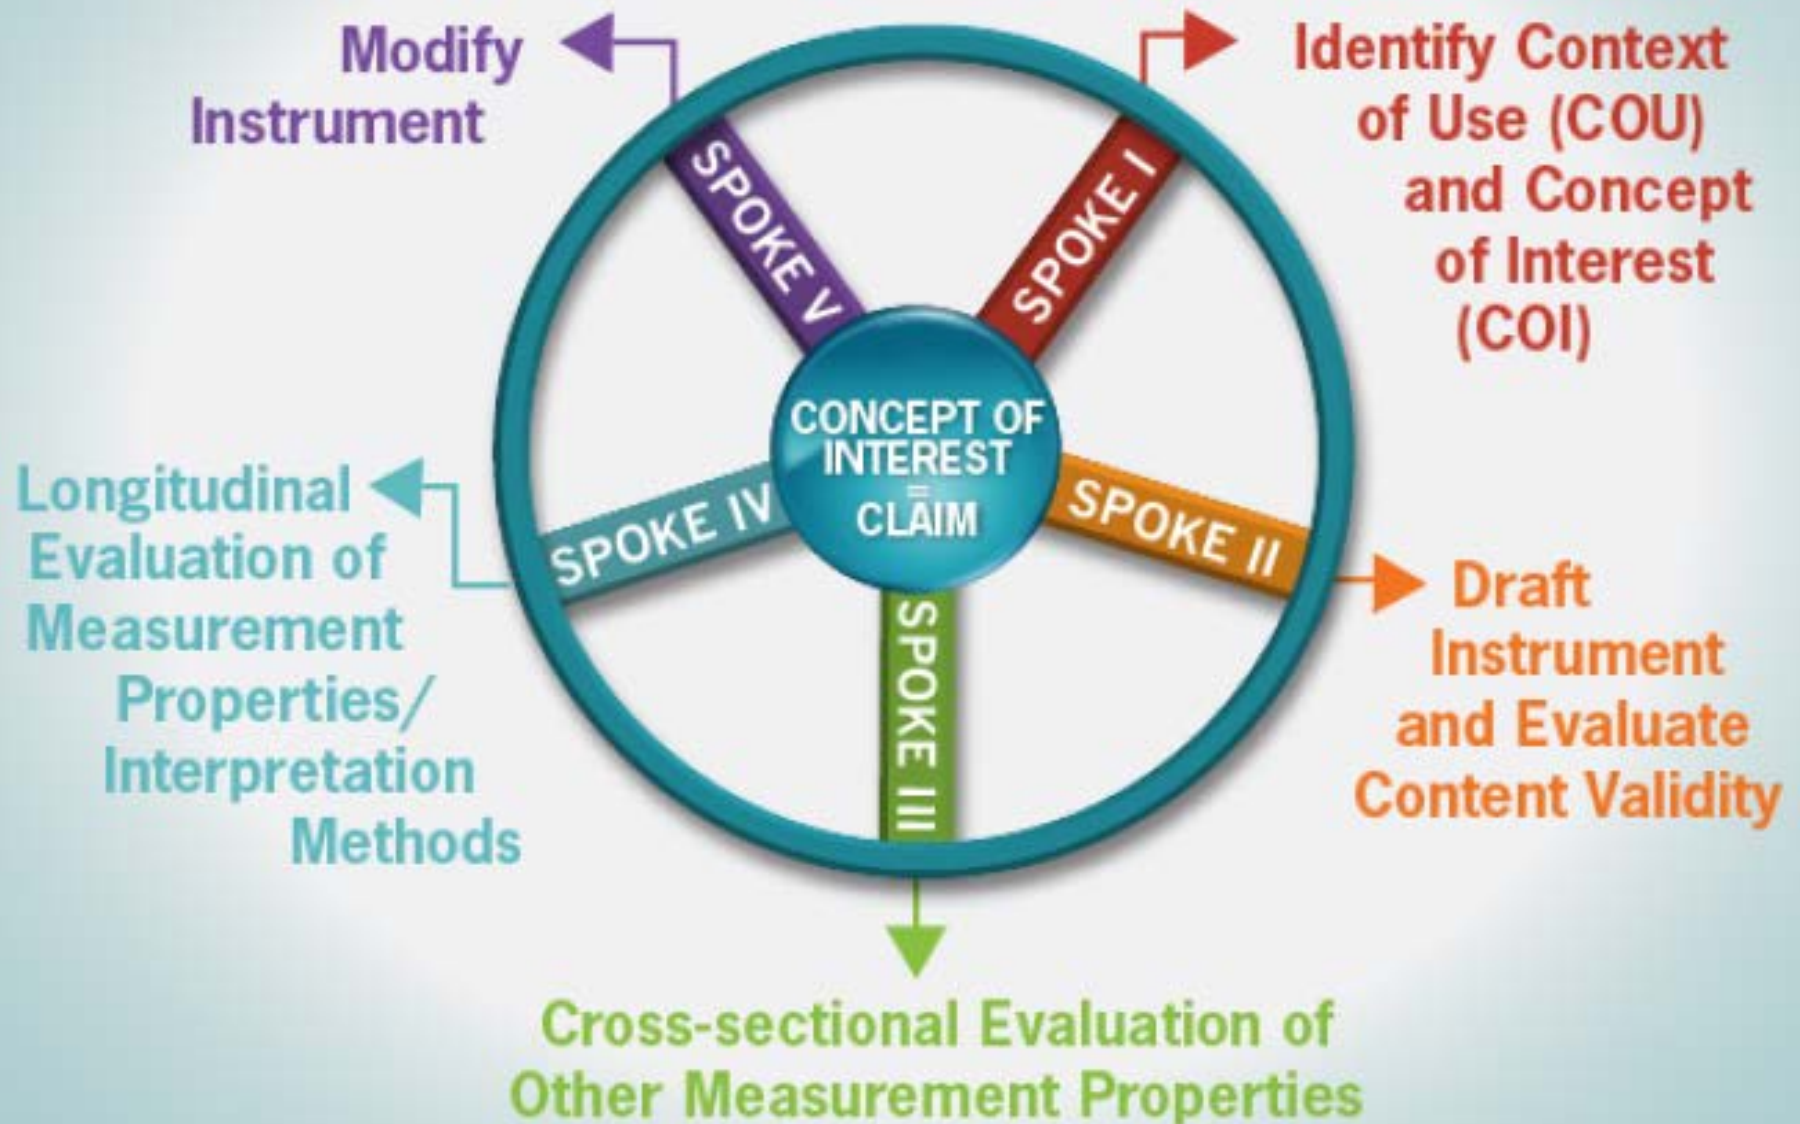 Modify
Instrument
Identify Context
of Use (COU)
and Concept
of Interest
(COI)
SPOKE V
SPOKE I
CONCEPT OF
INTEREST
=
CLAIM
SPOKE IV
SPOKE II
SPOKE III
Longitudinal
Evaluation of
Measurement
Properties/
Interpretation
Methods
Draft
Instrument
and Evaluate
Content Validity
Cross-sectional Evaluation of
Other Measurement Properties